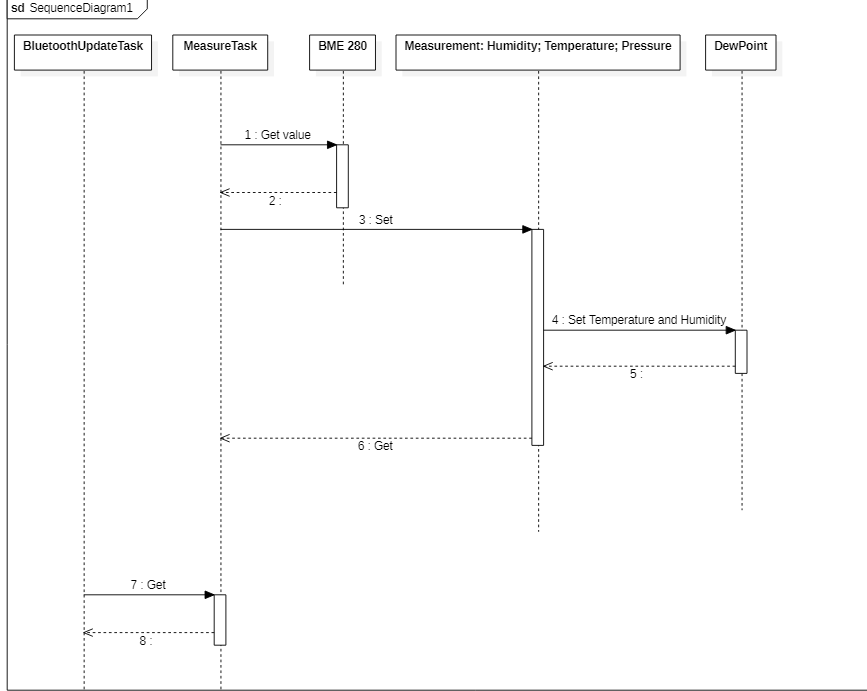 sd SequenceDiagram1
BluetoothUpdateTask
MeasureTask
BME 280
Measurement: Humidity; Temperature; Pressure
DewPoint
1 : Get value
2 :
3 : Set
4 : Set Temperature and Humidity
5 :
6 : Get
7 : Get
8 :